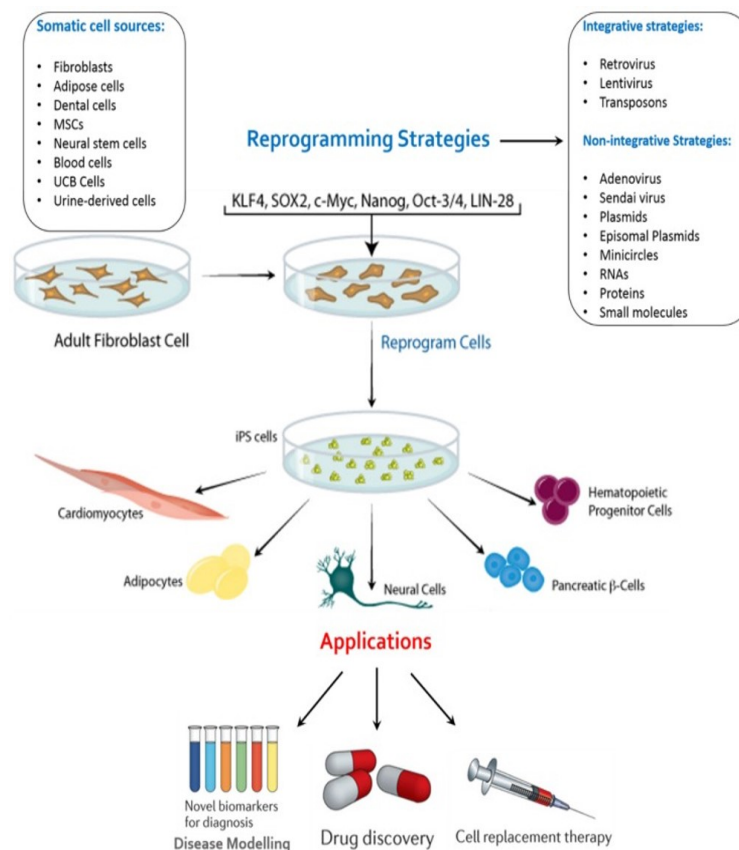 Somatic cell sources:
• Fibroblasts
• Adipose cells
• Dental cells
• MSCs
• Neural stem cells
• Blood cells
• UCB Cells
• Urine-derived cells
Integrative strategies:
• Retrovirus
• Lentivirus
• Transposons
Non-integrative Strategies:
• Adenovirus
• Sendai virus
• Plasmids
• Episomal Plasmids
• Minicircles
• RNAs
• Proteins
• Small molecules
Reprogramming Strategies
KLF4, SOX2, c-Myc, Nanog, Oct-3/4, LIN-28
Adult Fibroblast Cell
Reprogram Cells
iPS cells
Cardiomyocytes
Hematopoietic
Progenitor Cells
Adipocytes
Neural Cells
Pancreatic β-Cells
Applications
Novel biomarkers
for diagnosis
Disease Modelling
Drug discovery
Cell replacement therapy